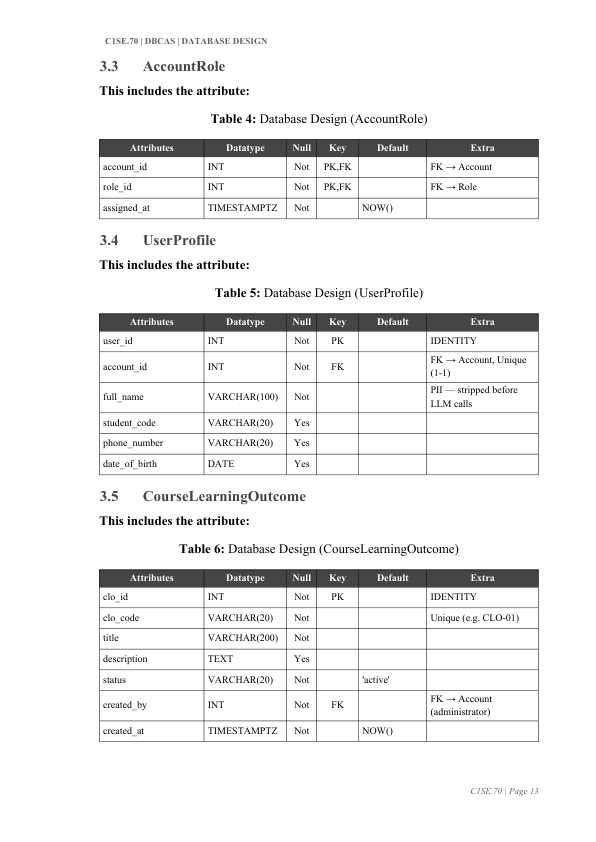 C1SE.70 | DBCAS | DATABASE DESIGN
3.3 AccountRole
This includes the attribute:
Table 4: Database Design (AccountRole)
Attributes Datatype Null Key Default Extra
account_id INT Not PK,FK FK → Account
role_id INT Not PK,FK FK → Role
assigned_at TIMESTAMPTZ Not NOW()
3.4 UserProfile
This includes the attribute:
Table 5: Database Design (UserProfile)
Attributes Datatype Null Key Default Extra
user_id INT Not PK IDENTITY
account_id INT Not FK FK → Account, Unique
(1-1)
full_name VARCHAR(100) Not PII — stripped before
LLM calls
student_code VARCHAR(20) Yes
phone_number VARCHAR(20) Yes
date_of_birth DATE Yes
3.5 CourseLearningOutcome
This includes the attribute:
Table 6: Database Design (CourseLearningOutcome)
Attributes Datatype Null Key Default Extra
clo_id INT Not PK IDENTITY
clo_code VARCHAR(20) Not Unique (e.g. CLO-01)
title VARCHAR(200) Not
description TEXT Yes
status VARCHAR(20) Not 'active'
created_by INT Not FK FK → Account
(administrator)
created_at TIMESTAMPTZ Not NOW()
C1SE.70 | Page 13